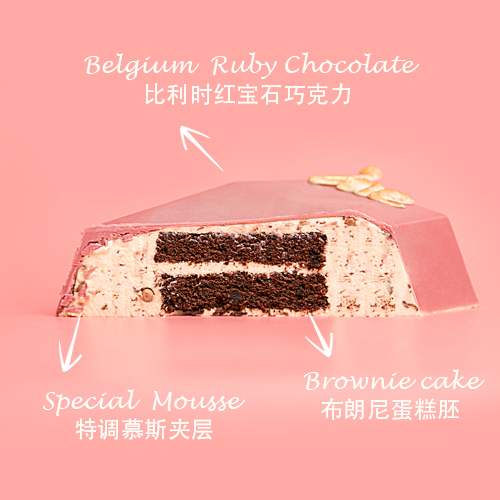 Belgium Ruby Chocolate
比利时红宝石巧克力
Special Mousse
特调慕斯夹层
Brownie cake
布朗尼蛋糕胚